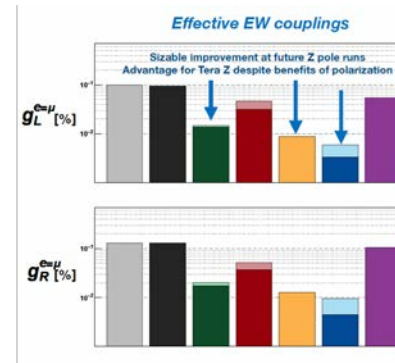 Effective EW couplings
Sizable improvement at future Z pole runs
Advantage for Tera Z despite benefits of polarization
10⁻¹
g_L^{e=μ} [%]
10⁻²
10⁻¹
g_R^{e=μ} [%]
10⁻²